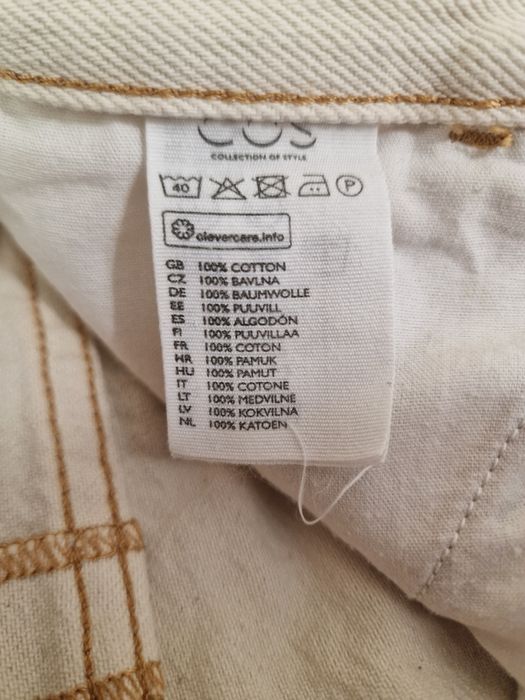 COS
COLLECTION OF STYLE
40 P
clevercare.info
GB 100% COTTON
CZ 100% BAVLNA
DE 100% BAUMWOLLE
EE 100% PUUVILL
ES 100% ALGODÓN
FI 100% PUUVILLAA
FR 100% COTON
HR 100% PAMUK
HU 100% PAMUT
IT 100% COTONE
LT 100% MEDVILNE
LV 100% KOKVILNA
NL 100% KATOEN